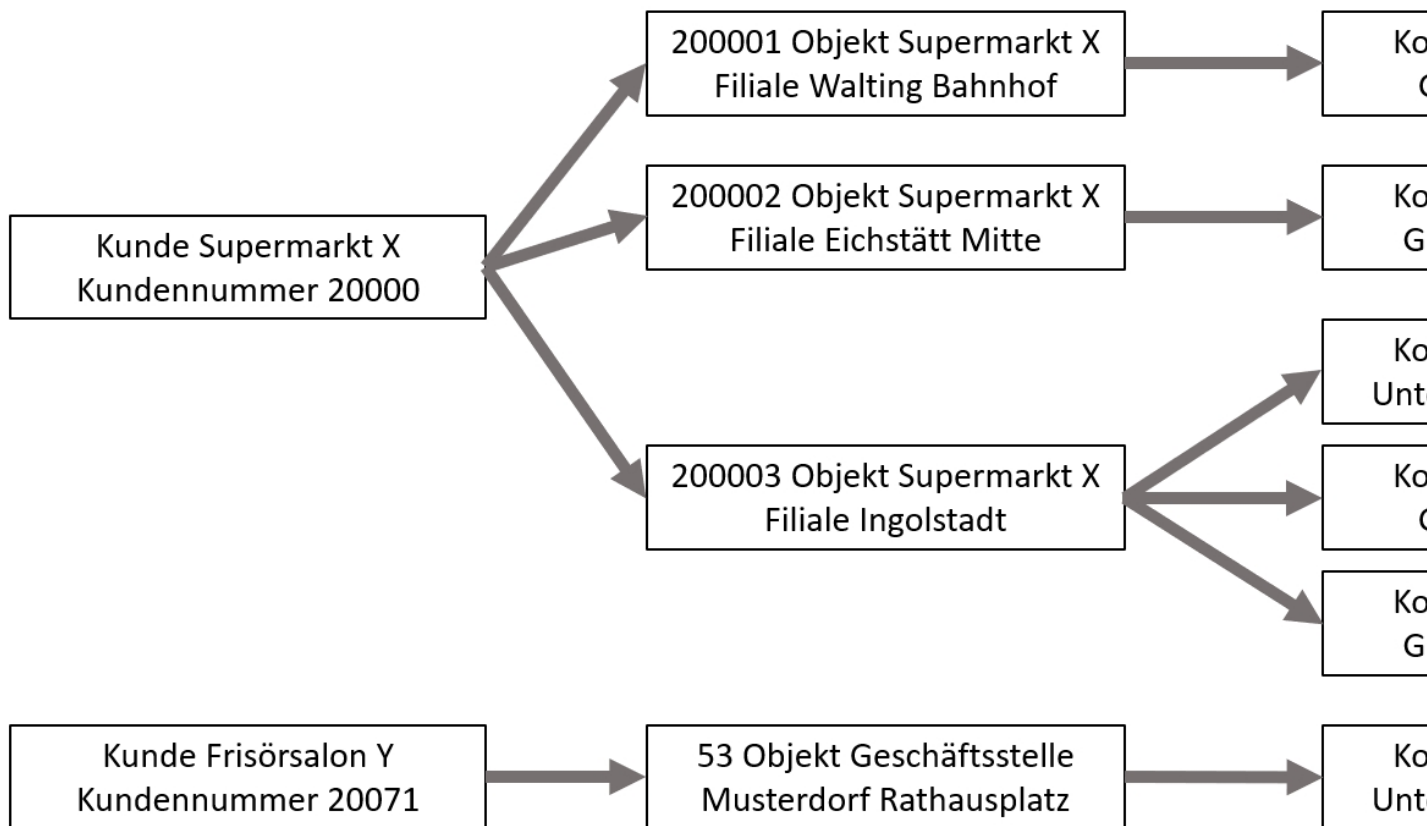 200001 Objekt Supermarkt X
Filiale Walting Bahnhof
200002 Objekt Supermarkt X
Filiale Eichstätt Mitte
Kunde Supermarkt X
Kundennummer 20000
200003 Objekt Supermarkt X
Filiale Ingolstadt
Kunde Frisörsalon Y
Kundennummer 20071
53 Objekt Geschäftsstelle
Musterdorf Rathausplatz